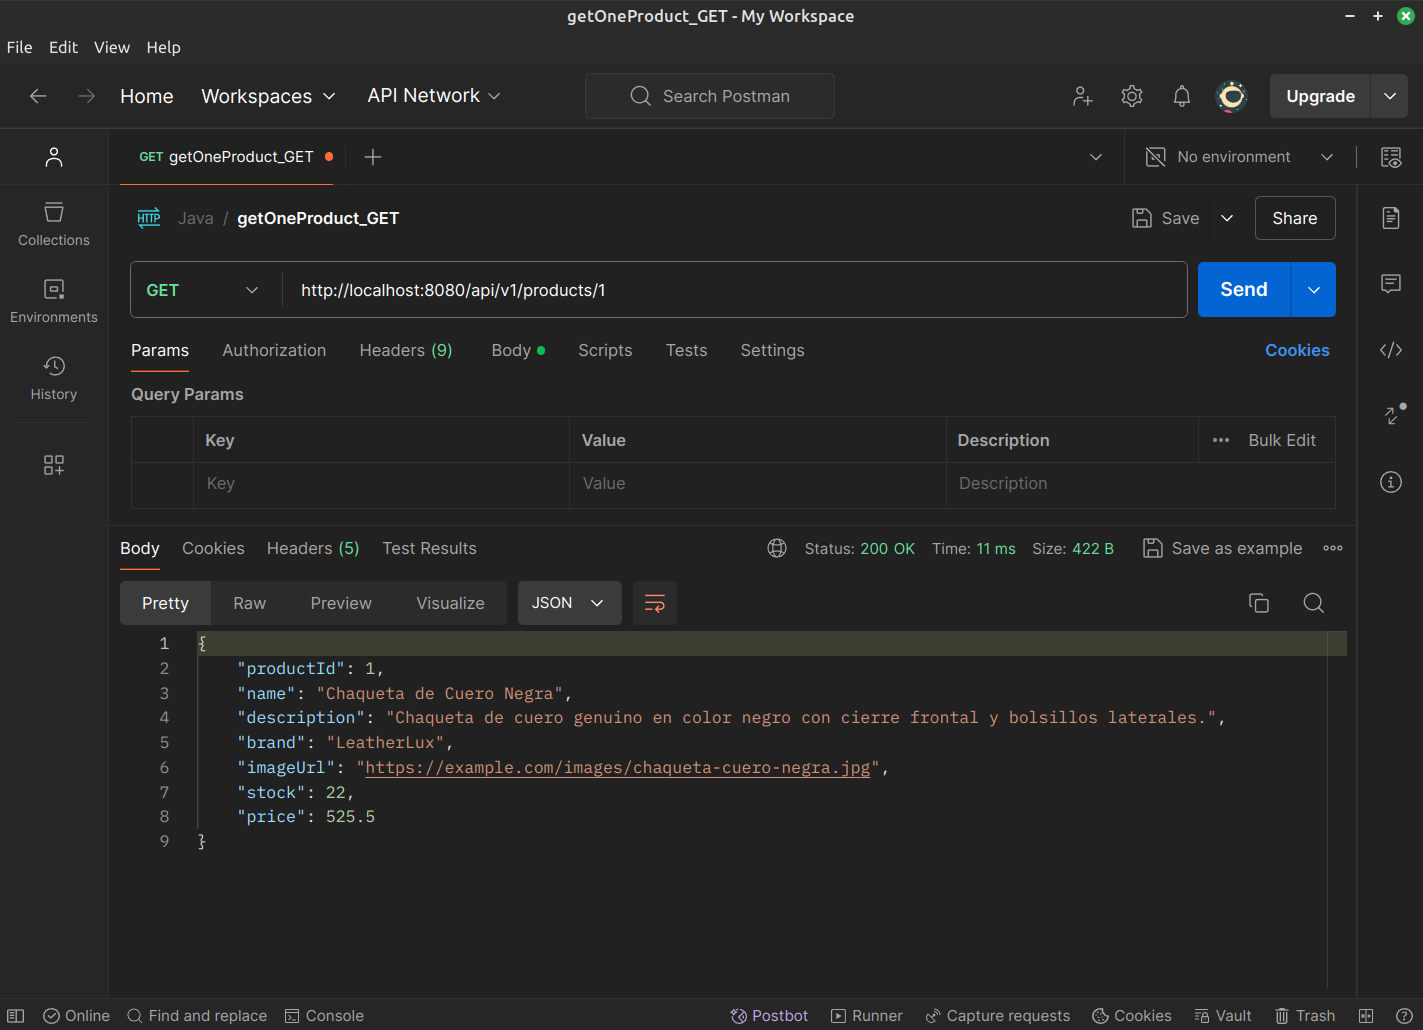 getOneProduct_GET - My Workspace
File Edit View Help
Home Workspaces API Network Search Postman Upgrade
GET getOneProduct_GET No environment
HTTP Java / getOneProduct_GET Save Share
Collections
GET http://localhost:8080/api/v1/products/1 Send
Environments
Params Authorization Headers (9) Body Scripts Tests Settings Cookies
History
Query Params
Key Value Description Bulk Edit
Key Value Description
Body Cookies Headers (5) Test Results Status: 200 OK Time: 11 ms Size: 422 B Save as example
Pretty Raw Preview Visualize JSON
1 {
2 "productId": 1,
3 "name": "Chaqueta de Cuero Negra",
4 "description": "Chaqueta de cuero genuino en color negro con cierre frontal y bolsillos laterales.",
5 "brand": "LeatherLux",
6 "imageUrl": "https://example.com/images/chaqueta-cuero-negra.jpg",
7 "stock": 22,
8 "price": 525.5
9 }
Online Find and replace Console Postbot Runner Capture requests Cookies Vault Trash